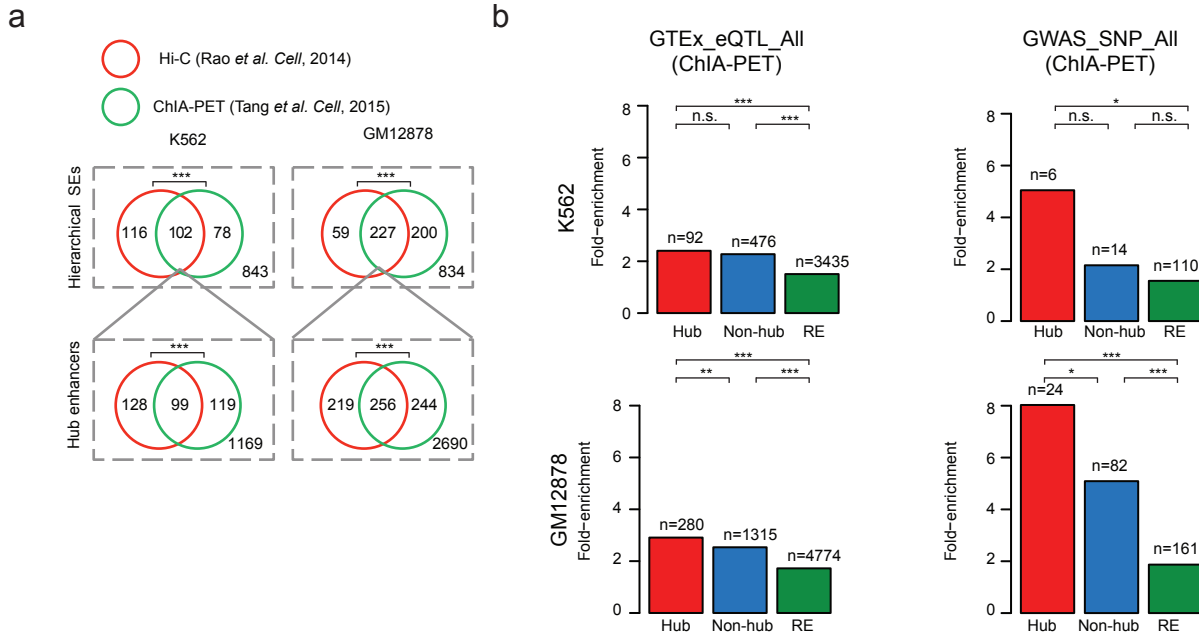 a
Hi-C (Rao et al. Cell, 2014)
ChIA-PET (Tang et al. Cell, 2015)
K562
GM12878
Hierarchical SEs
***
116
102
78
843
***
59
227
200
834
Hub enhancers
***
128
99
119
1169
***
219
256
244
2690
b
GTEx_eQTL_All
(ChIA-PET)
GWAS_SNP_All
(ChIA-PET)
K562
Fold-enrichment
8
6
4
2
0
***
n.s.
***
n=92
n=476
n=3435
Hub
Non-hub
RE
Fold-enrichment
8
6
4
2
0
*
n.s.
n.s.
n=6
n=14
n=110
Hub
Non-hub
RE
GM12878
Fold-enrichment
8
6
4
2
0
***
**
***
n=280
n=1315
n=4774
Hub
Non-hub
RE
Fold-enrichment
8
6
4
2
0
***
*
***
n=24
n=82
n=161
Hub
Non-hub
RE